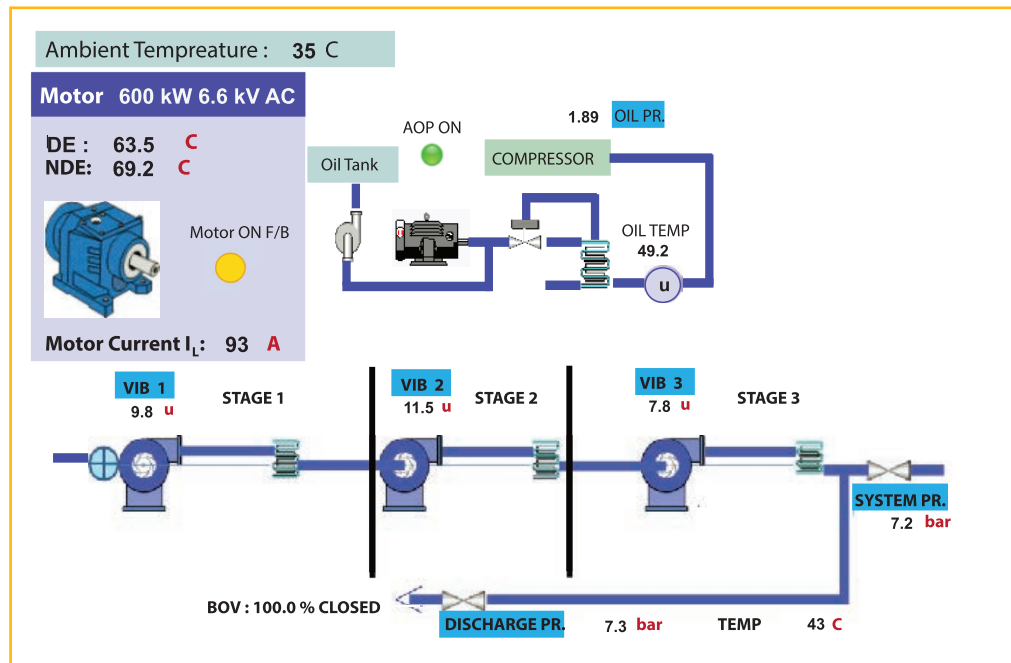 Ambient Tempreature : 35 C
Motor 600 kW 6.6 kV AC
DE : 63.5 C
NDE: 69.2 C
Motor ON F/B
Motor Current IL: 93 A
AOP ON
Oil Tank
1.89 OIL PR.
COMPRESSOR
OIL TEMP
49.2
u
VIB 1
9.8 u
STAGE 1
VIB 2
11.5 u
STAGE 2
VIB 3
7.8 u
STAGE 3
SYSTEM PR.
7.2 bar
BOV : 100.0 % CLOSED
DISCHARGE PR. 7.3 bar TEMP 43 C